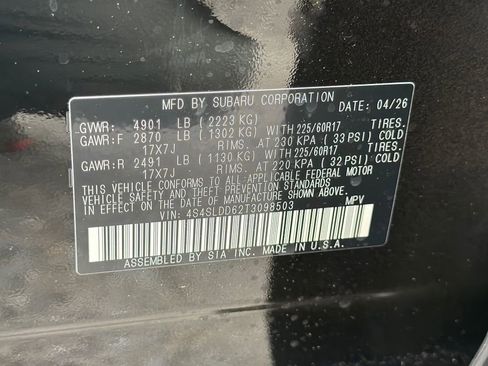 MFD BY SUBARU CORPORATION DATE: 04/26
GVWR: 4901 LB ( 2223 KG)
GAWR:F 2870 LB ( 1302 KG) WITH 225/60R17 TIRES.
17X7J RIMS. AT 230 KPA ( 33 PSI) COLD
GAWR:R 2491 LB ( 1130 KG) WITH 225/60R17 TIRES.
17X7J RIMS. AT 220 KPA ( 32 PSI) COLD
THIS VEHICLE CONFORMS TO ALL APPLICABLE FEDERAL MOTOR
VEHICLE SAFETY STANDARDS IN EFFECT ON THE DATE OF
MANUFACTURE SHOWN ABOVE.
VIN: 4S4SLDD62T3098503 MPV
ASSEMBLED BY SIA INC. MADE IN U.S.A.